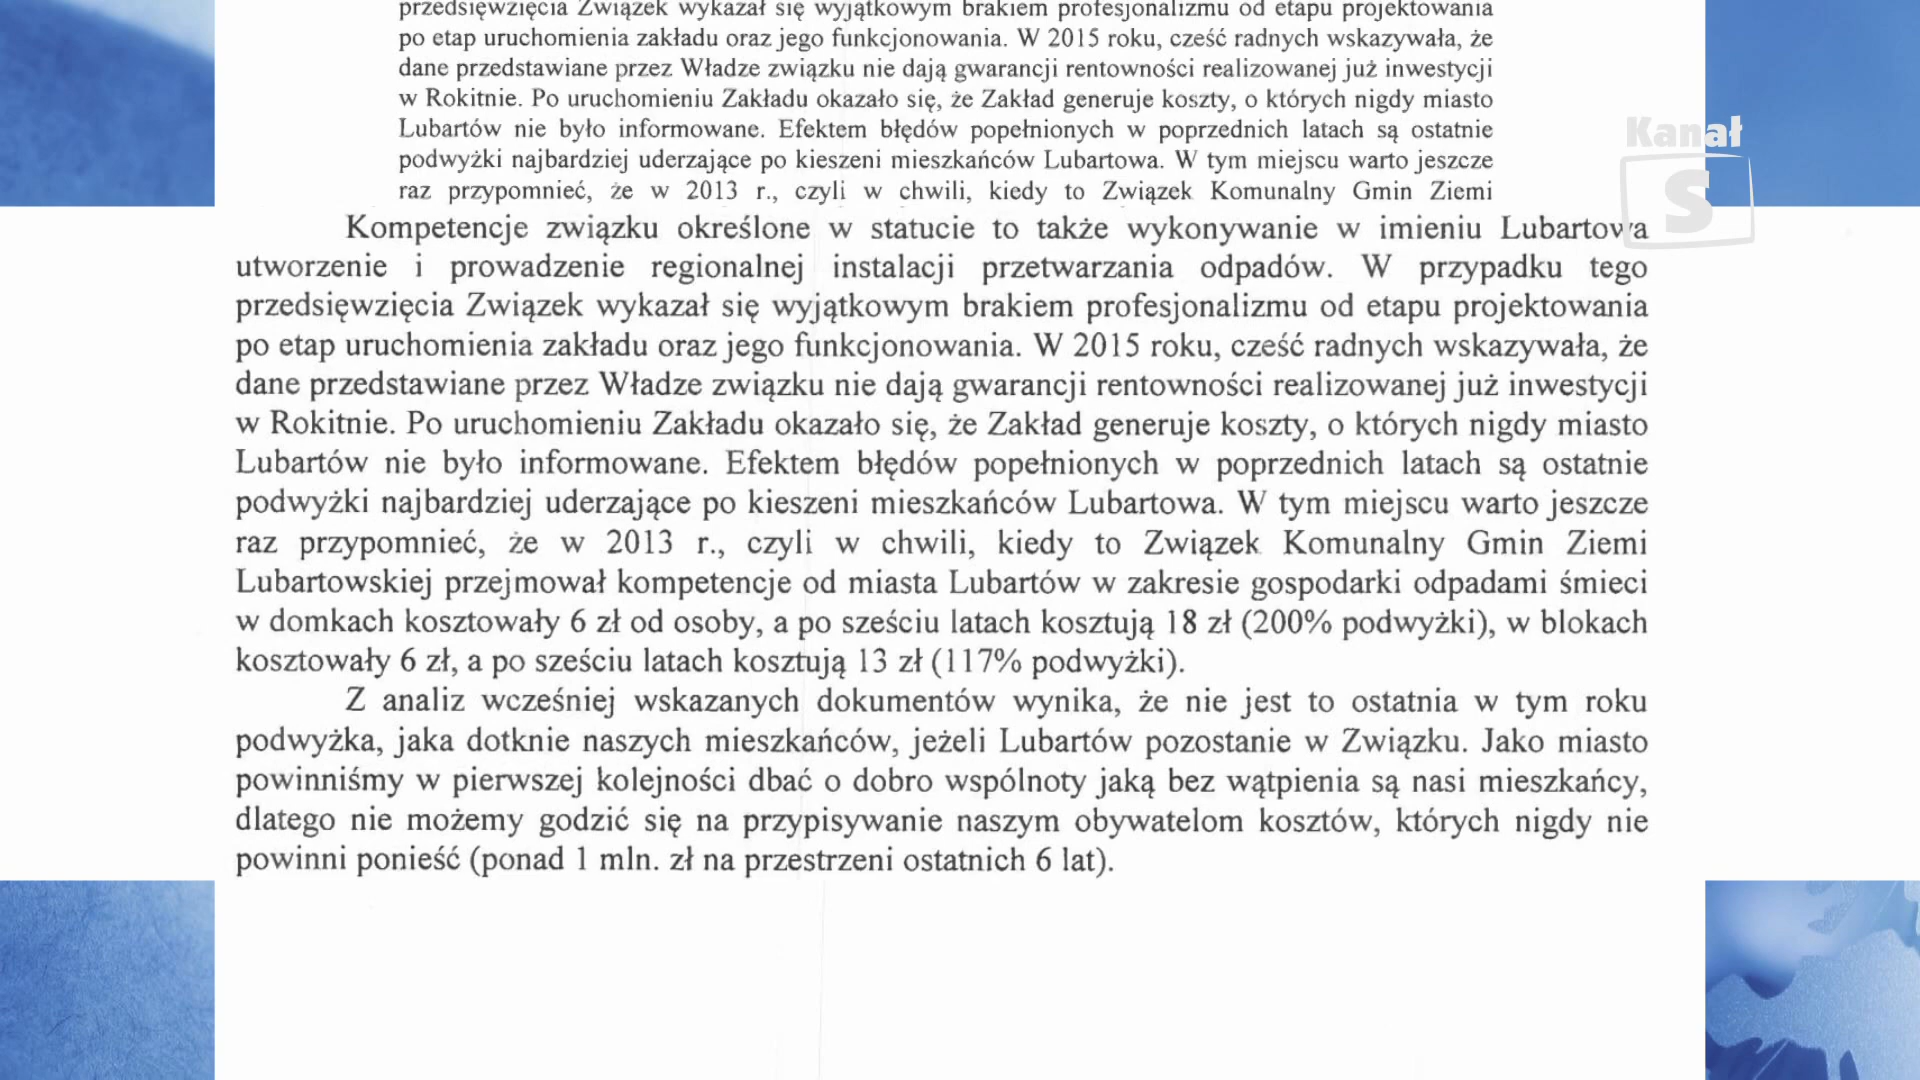 przedsięwzięcia Związek wykazał się wyjątkowym brakiem profesjonalizmu od etapu projektowania
po etap uruchomienia zakładu oraz jego funkcjonowania. W 2015 roku, cześć radnych wskazywała, że
dane przedstawiane przez Władze związku nie dają gwarancji rentowności realizowanej już inwestycji
w Rokitnie. Po uruchomieniu Zakładu okazało się, że Zakład generuje koszty, o których nigdy miasto
Lubartów nie było informowane. Efektem błędów popełnionych w poprzednich latach są ostatnie
podwyżki najbardziej uderzające po kieszeni mieszkańców Lubartowa. W tym miejscu warto jeszcze
raz przypomnieć, że w 2013 r., czyli w chwili, kiedy to Związek Komunalny Gmin Ziemi
Kanał
S
Kompetencje związku określone w statucie to także wykonywanie w imieniu Lubartowa
utworzenie i prowadzenie regionalnej instalacji przetwarzania odpadów. W przypadku tego
przedsięwzięcia Związek wykazał się wyjątkowym brakiem profesjonalizmu od etapu projektowania
po etap uruchomienia zakładu oraz jego funkcjonowania. W 2015 roku, cześć radnych wskazywała, że
dane przedstawiane przez Władze związku nie dają gwarancji rentowności realizowanej już inwestycji
w Rokitnie. Po uruchomieniu Zakładu okazało się, że Zakład generuje koszty, o których nigdy miasto
Lubartów nie było informowane. Efektem błędów popełnionych w poprzednich latach są ostatnie
podwyżki najbardziej uderzające po kieszeni mieszkańców Lubartowa. W tym miejscu warto jeszcze
raz przypomnieć, że w 2013 r., czyli w chwili, kiedy to Związek Komunalny Gmin Ziemi
Lubartowskiej przejmował kompetencje od miasta Lubartów w zakresie gospodarki odpadami śmieci
w domkach kosztowały 6 zł od osoby, a po sześciu latach kosztują 18 zł (200% podwyżki), w blokach
kosztowały 6 zł, a po sześciu latach kosztują 13 zł (117% podwyżki).
Z analiz wcześniej wskazanych dokumentów wynika, że nie jest to ostatnia w tym roku
podwyżka, jaka dotknie naszych mieszkańców, jeżeli Lubartów pozostanie w Związku. Jako miasto
powinniśmy w pierwszej kolejności dbać o dobro wspólnoty jaką bez wątpienia są nasi mieszkańcy,
dlatego nie możemy godzić się na przypisywanie naszym obywatelom kosztów, których nigdy nie
powinni ponieść (ponad 1 mln. zł na przestrzeni ostatnich 6 lat).